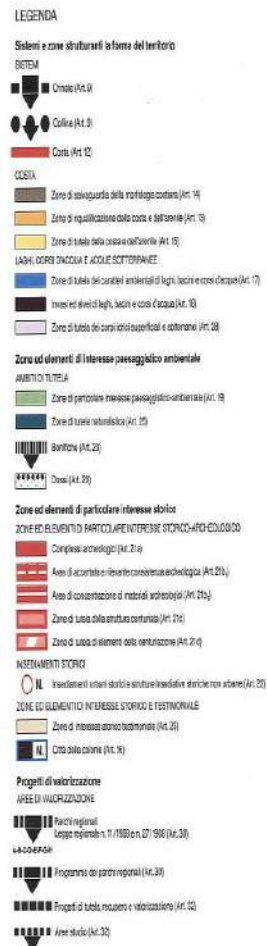 LEGENDA
Sistemi e zone strutturanti la forma del territorio
SISTEMI
Crinale (Art. 9)
Collina (Art. 9)
Costa (Art. 12)
COSTA
Zone di salvaguardia della morfologia costiera (Art. 14)
Zone di riqualificazione della costa e dell'arenile (Art. 13)
Zone di tutela della costa e dell'arenile (Art. 15)
LAGHI, CORSI D'ACQUA E ACQUE SOTTERRANEE
Zone di tutela dei caratteri ambientali di laghi, bacini e corsi d'acqua (Art. 17)
Invasi ed alvei di laghi, bacini e corsi d'acqua (Art. 18)
Zone di tutela dei corpi idrici superficiali e sotterranei (Art. 28)
Zone ed elementi di interesse paesaggistico ambientale
AMBITI DI TUTELA
Zone di particolare interesse paesaggistico-ambientale (Art. 19)
Zone di tutela naturalistica (Art. 25)
Bonifiche (Art. 23)
Dossi (Art. 20)
Zone ed elementi di particolare interesse storico
ZONE ED ELEMENTI DI PARTICOLARE INTERESSE STORICO-ARCHEOLOGICO
Complessi archeologici (Art. 21a)
Aree di accertata e rilevante consistenza archeologica (Art. 21b₁)
Aree di concentrazione di materiali archeologici (Art. 21b₂)
Zone di tutela della struttura centuriata (Art. 21c)
Zone di tutela di elementi della centuriazione (Art. 21d)
INSEDIAMENTI STORICI
N. Insediamenti urbani storici e strutture insediative storiche non urbane (Art. 22)
ZONE ED ELEMENTI DI INTERESSE STORICO E TESTIMONIALE
Zone di interesse storico testimoniale (Art. 23)
N. Città delle colonie (Art. 16)
Progetti di valorizzazione
AREE DI VALORIZZAZIONE
Parchi regionali
Legge regionale n. 11/1988 e n. 27/1988 (Art. 30)
Programma dei parchi regionali (Art. 30)
Progetti di tutela, recupero e valorizzazione (Art. 32)
Aree studio (Art. 32)